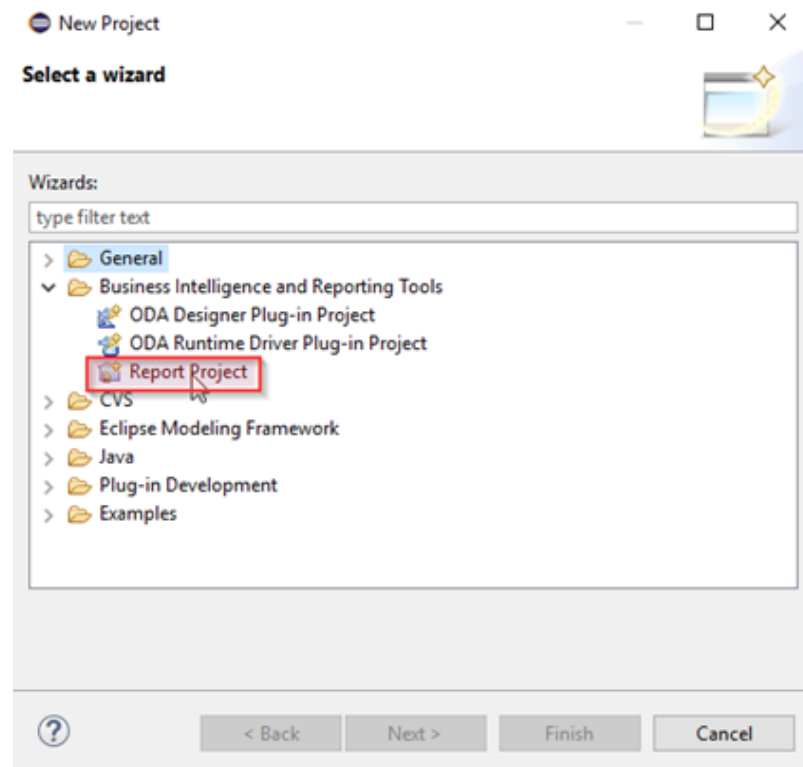 New Project
Select a wizard
Wizards:
type filter text
General
Business Intelligence and Reporting Tools
ODA Designer Plug-in Project
ODA Runtime Driver Plug-in Project
Report Project
CVS
Eclipse Modeling Framework
Java
Plug-in Development
Examples
< Back Next > Finish Cancel